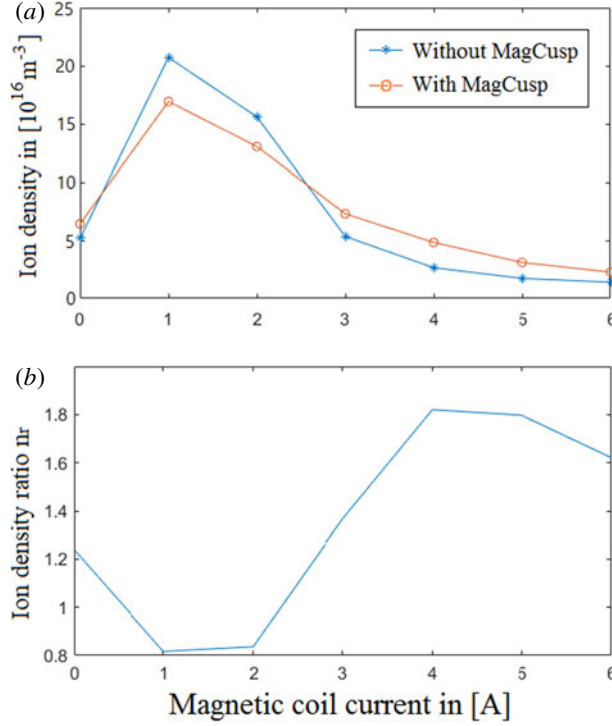 (a)
Ion density in [10^16 m^-3]
25
20
15
10
5
0
Without MagCusp
With MagCusp
0 1 2 3 4 5 6
(b)
Ion density ratio nr
1.8
1.6
1.4
1.2
1
0.8
0 1 2 3 4 5 6
Magnetic coil current in [A]